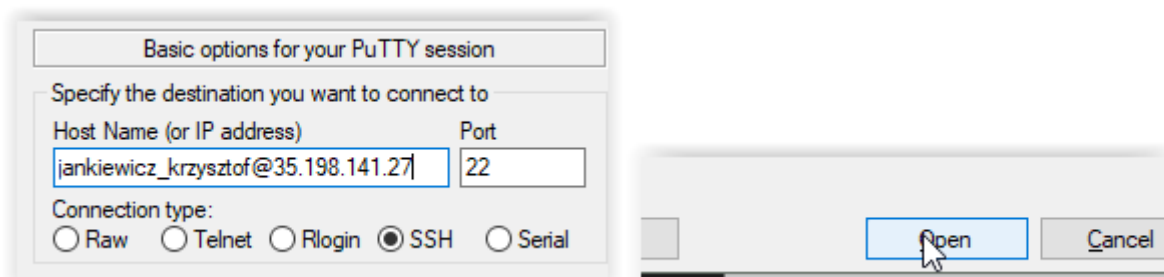 Basic options for your PuTTY session
Specify the destination you want to connect to
Host Name (or IP address) Port
jankiewicz_krzysztof@35.198.141.27 22
Connection type:
Raw Telnet Rlogin SSH Serial
Open Cancel